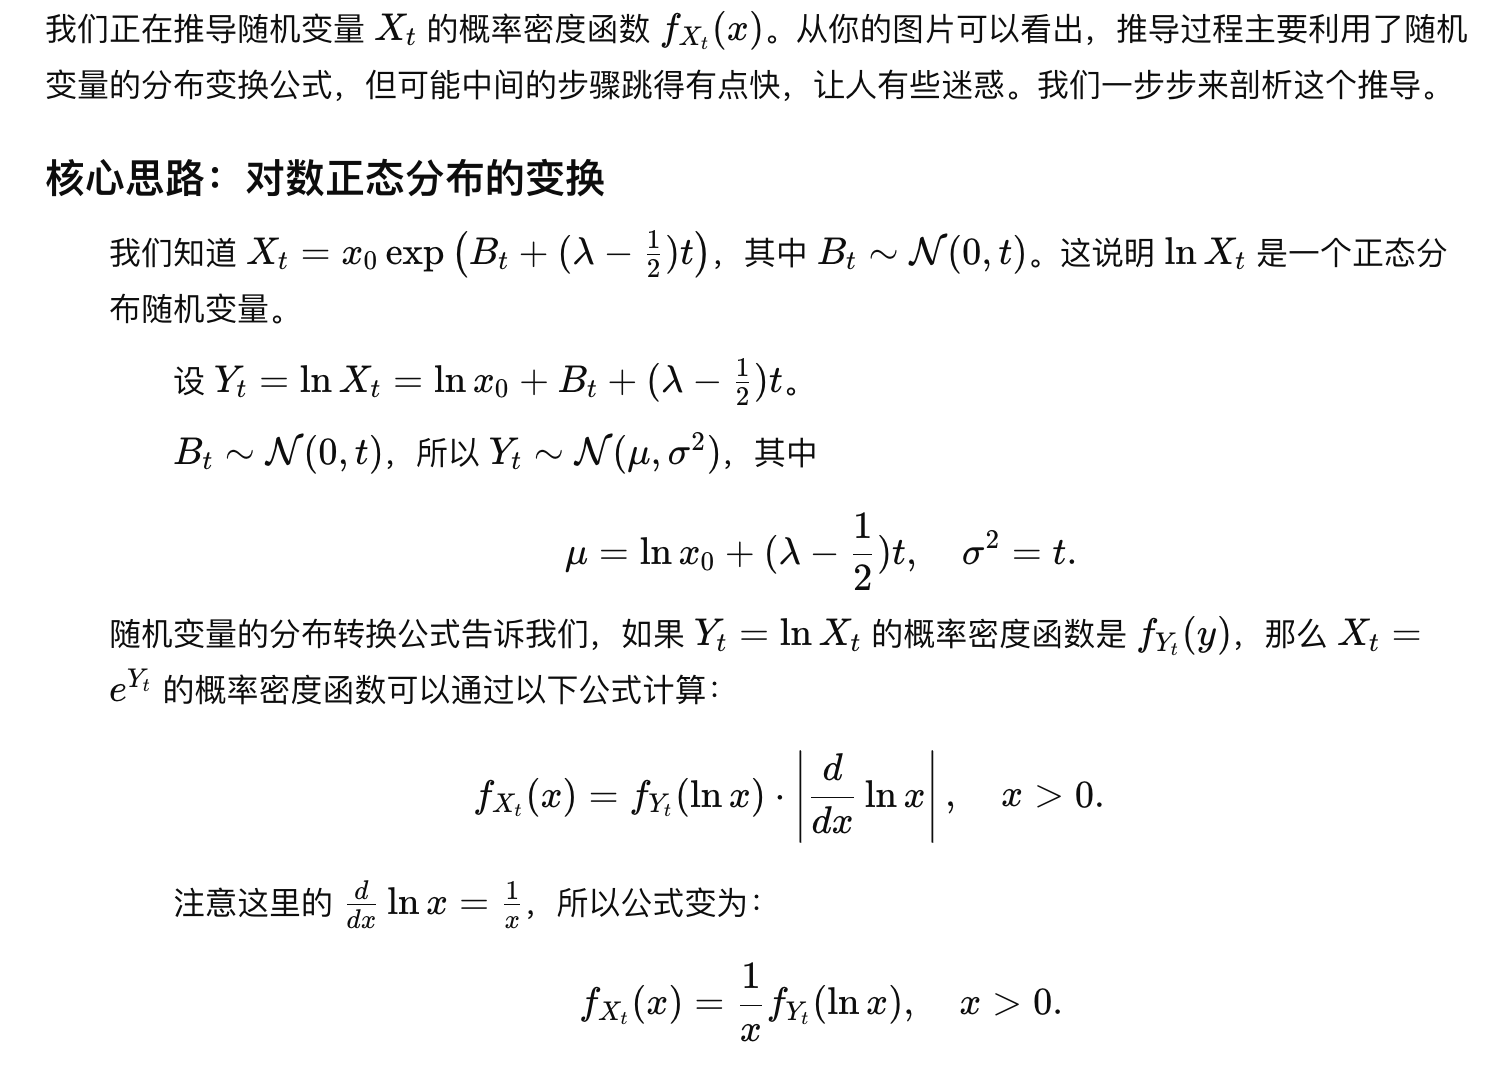 我们正在推导随机变量 $X_t$ 的概率密度函数 $f_{X_t}(x)$。从你的图片可以看出，推导过程主要利用了随机
变量的分布变换公式，但可能中间的步骤跳得有点快，让人有些迷惑。我们一步步来剖析这个推导。
核心思路：对数正态分布的变换
我们知道 $X_t = x_0 \exp\left(B_t + (\lambda - \frac{1}{2})t\right)$，其中 $B_t \sim \mathcal{N}(0, t)$。这说明 $\ln X_t$ 是一个正态分
布随机变量。
设 $Y_t = \ln X_t = \ln x_0 + B_t + (\lambda - \frac{1}{2})t$。
$B_t \sim \mathcal{N}(0, t)$，所以 $Y_t \sim \mathcal{N}(\mu, \sigma^2)$，其中
$\mu = \ln x_0 + (\lambda - \frac{1}{2})t, \quad \sigma^2 = t.$
随机变量的分布转换公式告诉我们，如果 $Y_t = \ln X_t$ 的概率密度函数是 $f_{Y_t}(y)$，那么 $X_t =$
$e^{Y_t}$ 的概率密度函数可以通过以下公式计算：
$f_{X_t}(x) = f_{Y_t}(\ln x) \cdot \left| \frac{d}{dx} \ln x \right|, \quad x > 0.$
注意这里的 $\frac{d}{dx} \ln x = \frac{1}{x}$，所以公式变为：
$f_{X_t}(x) = \frac{1}{x} f_{Y_t}(\ln x), \quad x > 0.$